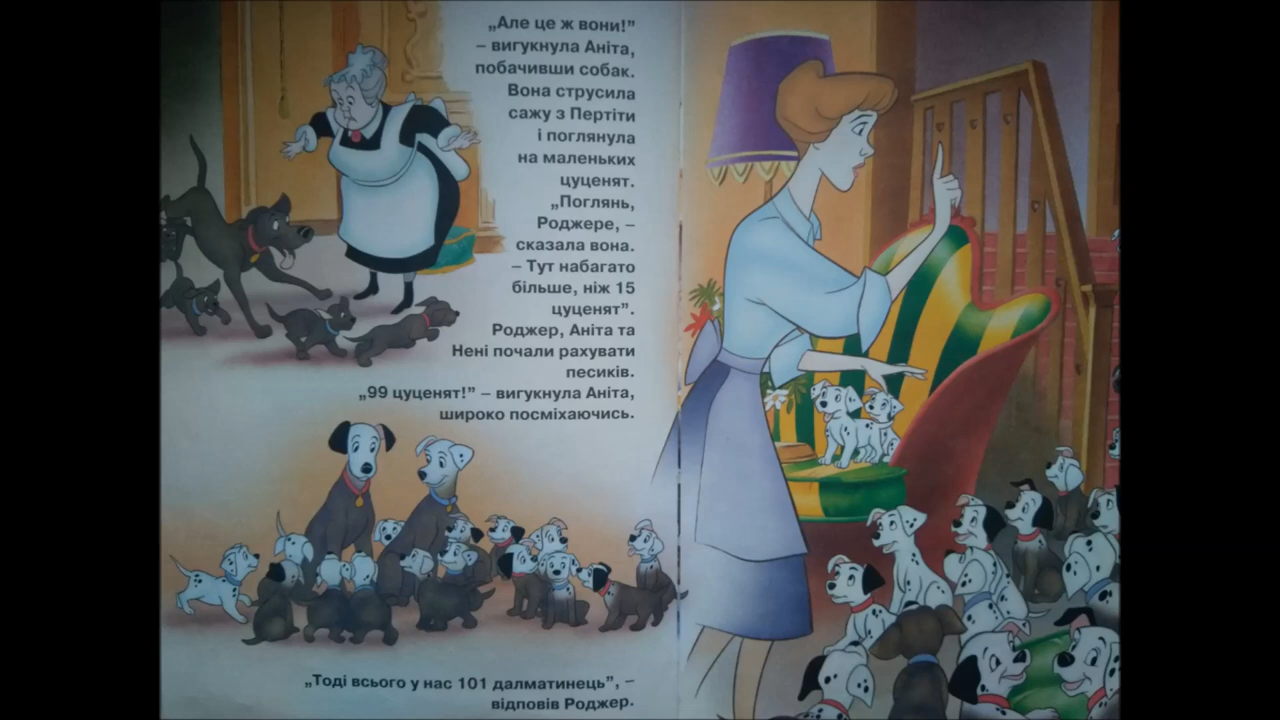 „Але це ж вони!”
– вигукнула Аніта,
побачивши собак.
Вона струсила
сажу з Пертіти
і поглянула
на маленьких
цуценят.
„Поглянь,
Роджере, –
сказала вона.
– Тут набагато
більше, ніж 15
цуценят”.
Роджер, Аніта та
Нені почали рахувати
песиків.
„99 цуценят!” – вигукнула Аніта,
широко посміхаючись.
„Тоді всього у нас 101 далматинець”, –
відповів Роджер.